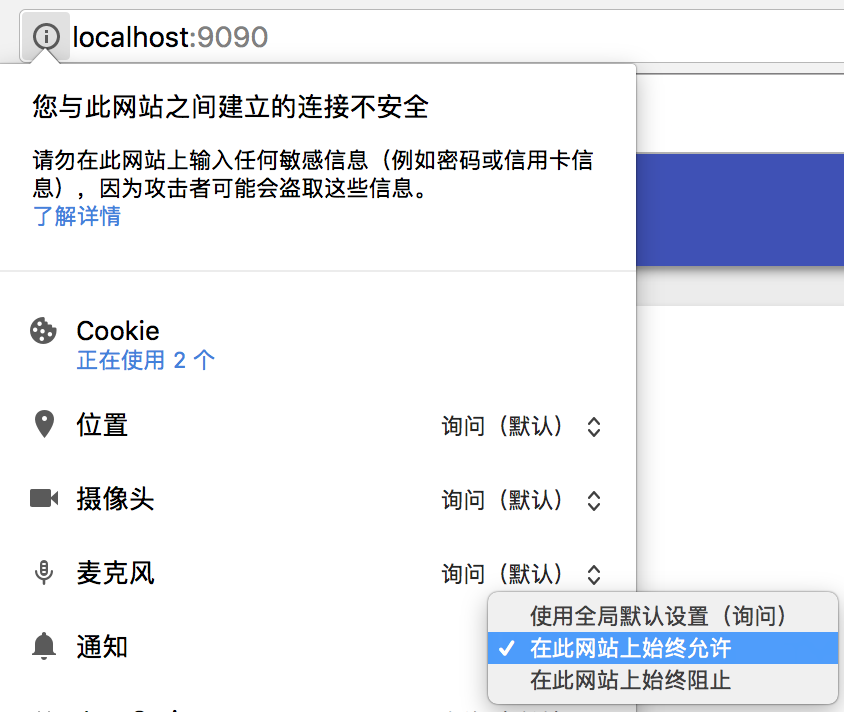 localhost:9090
您与此网站之间建立的连接不安全
请勿在此网站上输入任何敏感信息（例如密码或信用卡信
息），因为攻击者可能会盗取这些信息。
了解详情
Cookie
正在使用 2 个
位置 询问（默认）
摄像头 询问（默认）
麦克风 询问（默认）
使用全局默认设置（询问）
通知
✓ 在此网站上始终允许
在此网站上始终阻止